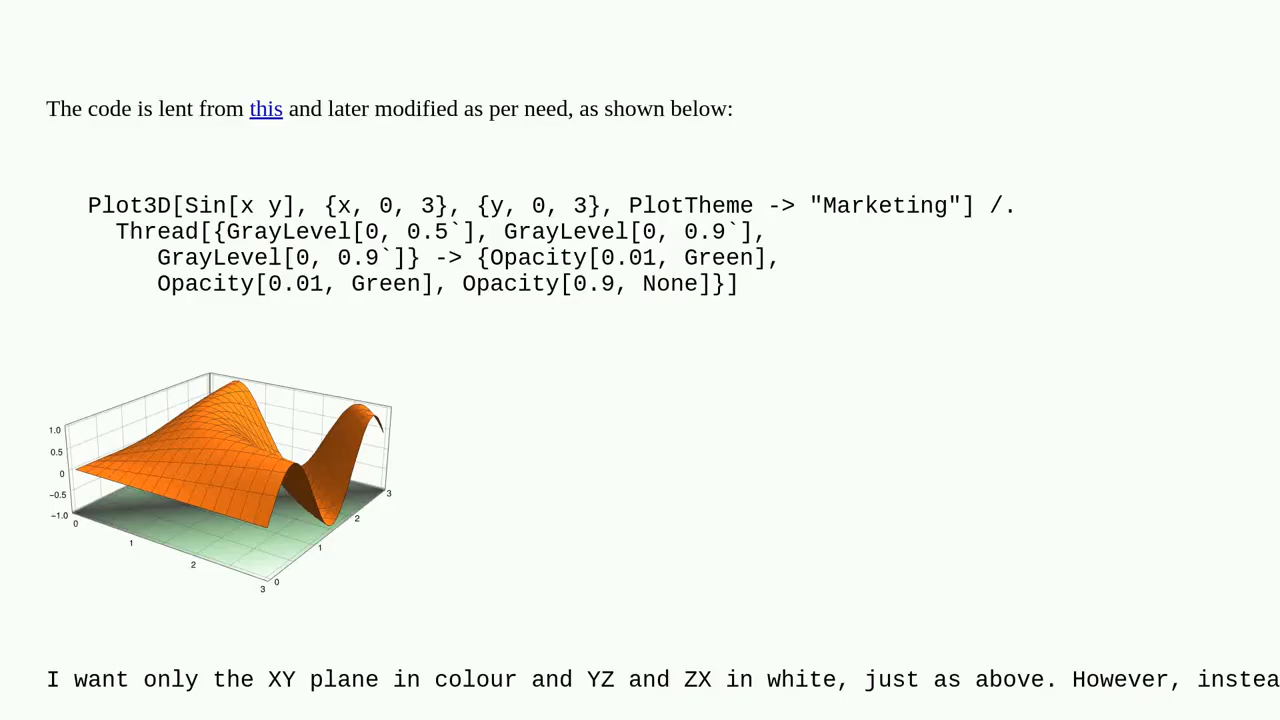 The code is lent from this and later modified as per need, as shown below:
Plot3D[Sin[x y], {x, 0, 3}, {y, 0, 3}, PlotTheme -> "Marketing"] /.
Thread[{GrayLevel[0, 0.5`], GrayLevel[0, 0.9`],
GrayLevel[0, 0.9`]} -> {Opacity[0.01, Green],
Opacity[0.01, Green], Opacity[0.9, None]}]
1.0
0.5
0
−0.5
−1.0
0
1
2
3
0
1
2
3
I want only the XY plane in colour and YZ and ZX in white, just as above. However, instea